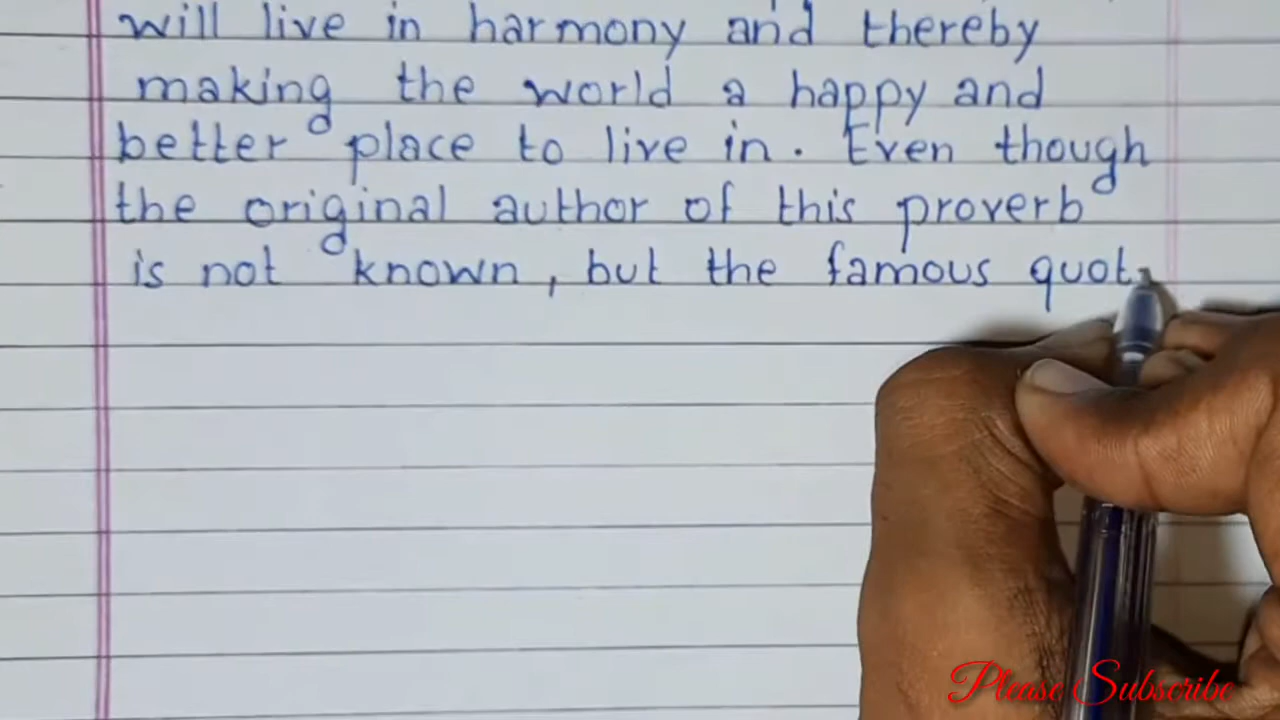 will live in harmony and thereby
making the world a happy and
better place to live in. Even though
the original author of this proverb
is not known, but the famous quot
Please Subscribe